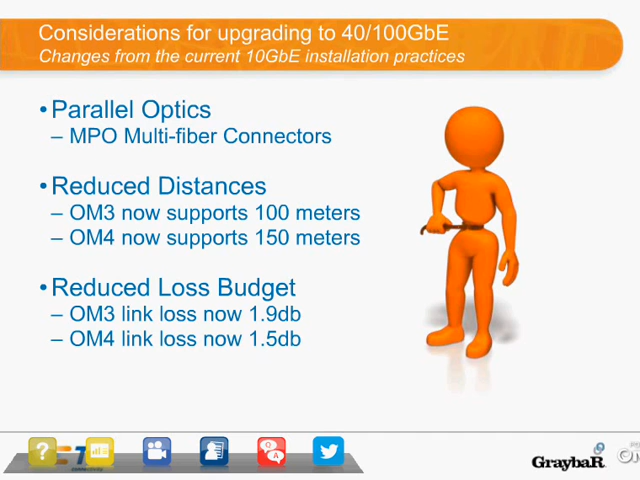 Considerations for upgrading to 40/100GbE
Changes from the current 10GbE installation practices
•Parallel Optics
– MPO Multi-fiber Connectors
•Reduced Distances
– OM3 now supports 100 meters
– OM4 now supports 150 meters
•Reduced Loss Budget
– OM3 link loss now 1.9db
– OM4 link loss now 1.5db
?
Q
A
GraybaR